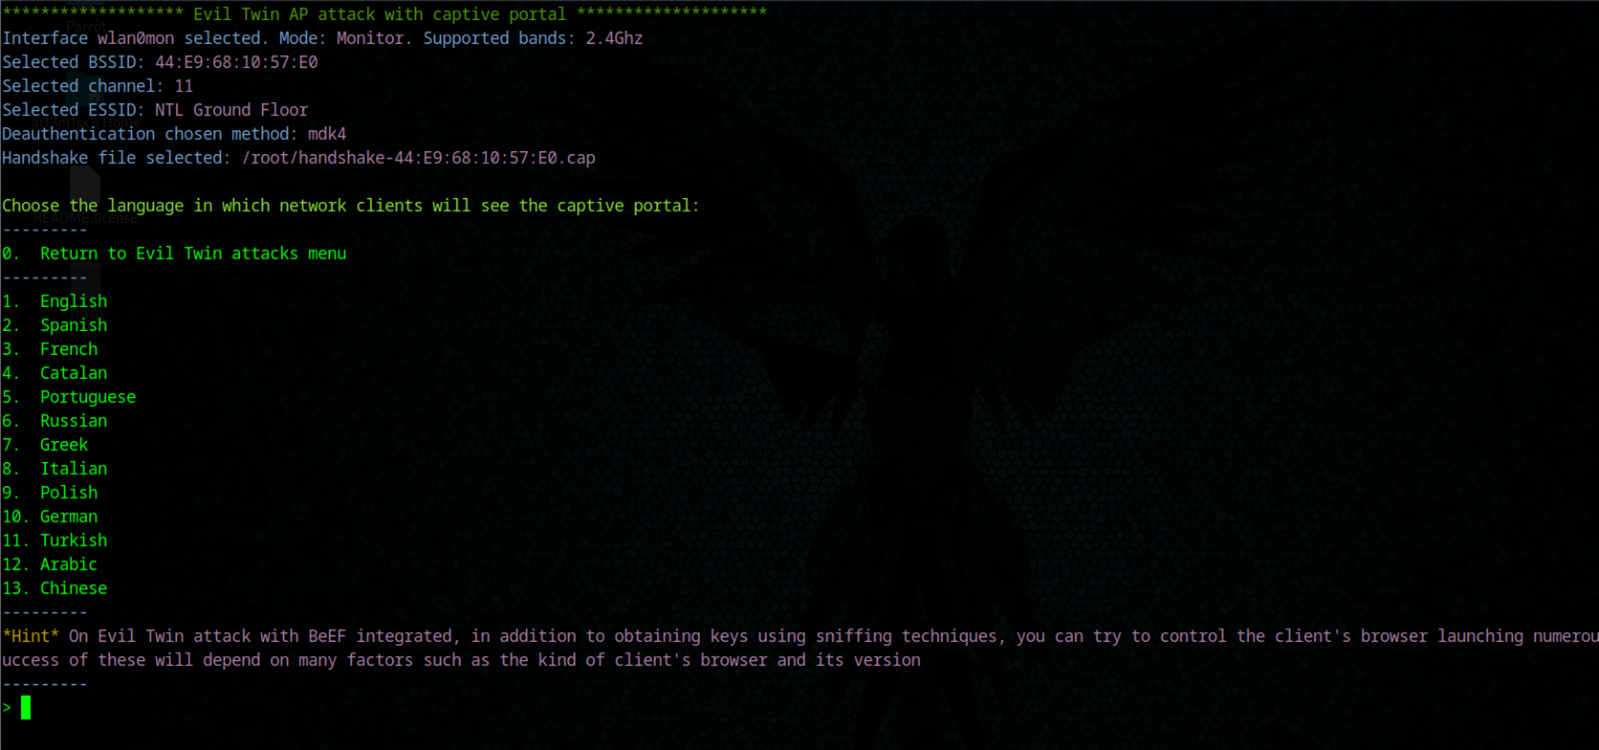 ******************* Evil Twin AP attack with captive portal ********************
Interface wlan0mon selected. Mode: Monitor. Supported bands: 2.4Ghz
Selected BSSID: 44:E9:68:10:57:E0
Selected channel: 11
Selected ESSID: NTL Ground Floor
Deauthentication chosen method: mdk4
Handshake file selected: /root/handshake-44:E9:68:10:57:E0.cap
Choose the language in which network clients will see the captive portal:
---------
0.  Return to Evil Twin attacks menu
---------
1.  English
2.  Spanish
3.  French
4.  Catalan
5.  Portuguese
6.  Russian
7.  Greek
8.  Italian
9.  Polish
10. German
11. Turkish
12. Arabic
13. Chinese
---------
*Hint* On Evil Twin attack with BeEF integrated, in addition to obtaining keys using sniffing techniques, you can try to control the client's browser launching numerou
uccess of these will depend on many factors such as the kind of client's browser and its version
---------
>